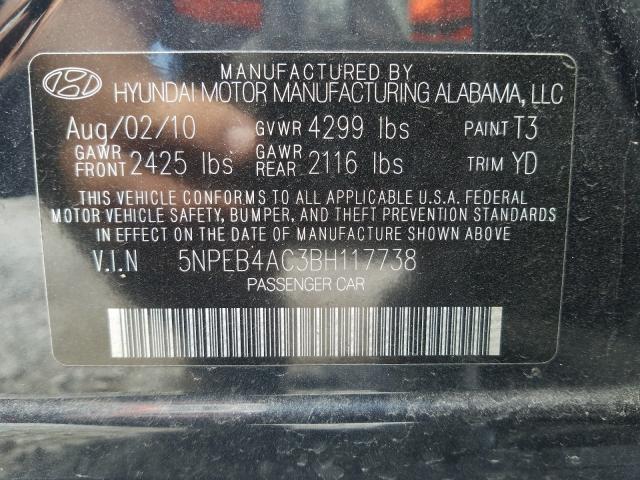 MANUFACTURED BY
HYUNDAI MOTOR MANUFACTURING ALABAMA, LLC
Aug/02/10 GVWR 4299 lbs PAINT T3
GAWR FRONT 2425 lbs GAWR REAR 2116 lbs TRIM YD
THIS VEHICLE CONFORMS TO ALL APPLICABLE U.S.A. FEDERAL
MOTOR VEHICLE SAFETY, BUMPER, AND THEFT PREVENTION STANDARDS
IN EFFECT ON THE DATE OF MANUFACTURE SHOWN ABOVE.
V.I.N 5NPEB4AC3BH117738
PASSENGER CAR